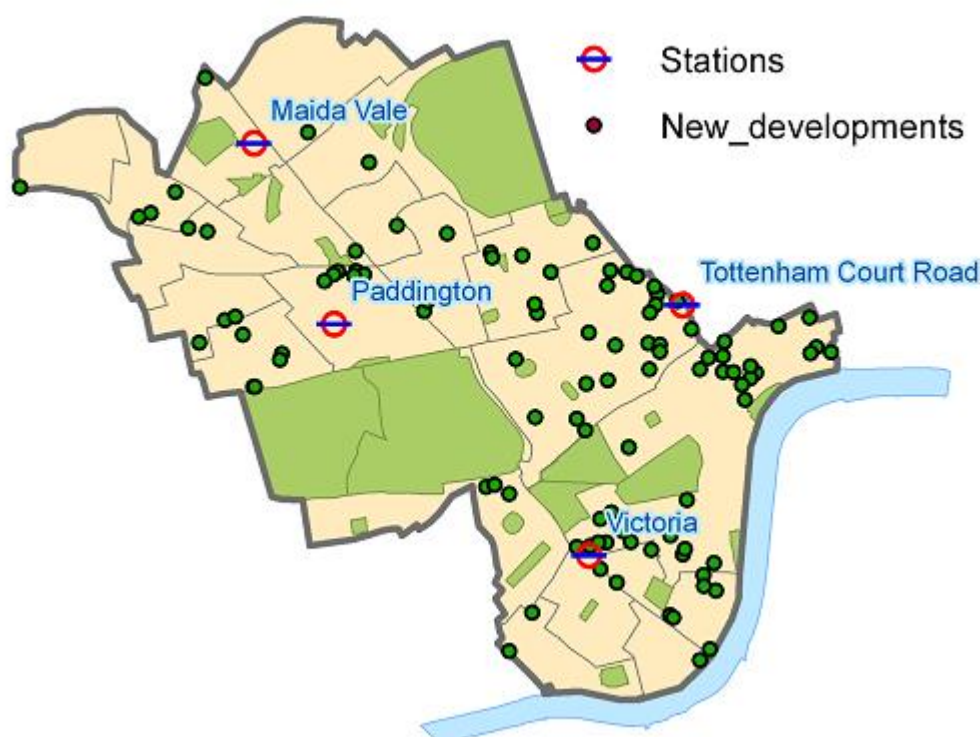 Stations
Maida Vale
New_developments
Tottenham Court Road
Paddington
Victoria